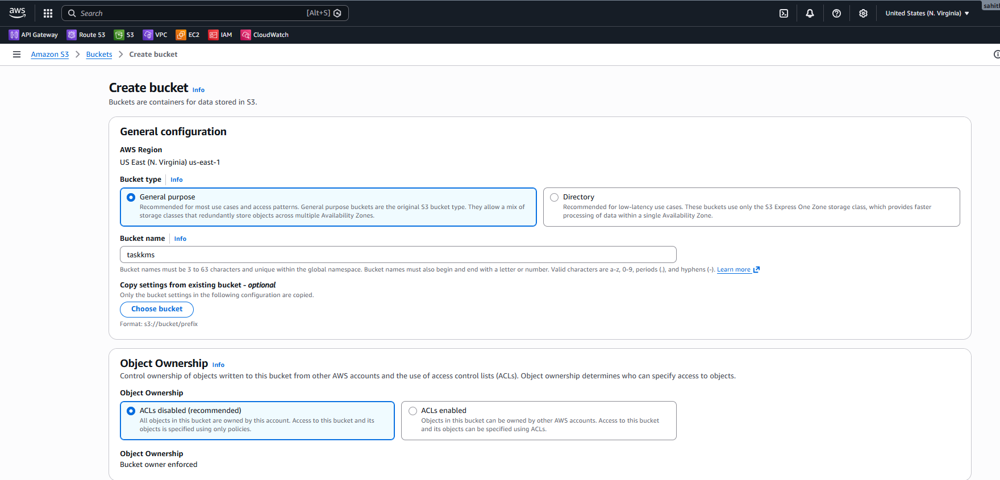 sahith
aws
Search
[Alt+S]
United States (N. Virginia)
API Gateway
Route 53
S3
VPC
EC2
IAM
CloudWatch
Amazon S3 > Buckets > Create bucket
Create bucket Info
Buckets are containers for data stored in S3.
General configuration
AWS Region
US East (N. Virginia) us-east-1
Bucket type Info
General purpose
Recommended for most use cases and access patterns. General purpose buckets are the original S3 bucket type. They allow a mix of
storage classes that redundantly store objects across multiple Availability Zones.
Directory
Recommended for low-latency use cases. These buckets use only the S3 Express One Zone storage class, which provides faster
processing of data within a single Availability Zone.
Bucket name Info
taskkms
Bucket names must be 3 to 63 characters and unique within the global namespace. Bucket names must also begin and end with a letter or number. Valid characters are a-z, 0-9, periods (.), and hyphens (-). Learn more
Copy settings from existing bucket - optional
Only the bucket settings in the following configuration are copied.
Choose bucket
Format: s3://bucket/prefix
Object Ownership Info
Control ownership of objects written to this bucket from other AWS accounts and the use of access control lists (ACLs). Object ownership determines who can specify access to objects.
Object Ownership
ACLs disabled (recommended)
All objects in this bucket are owned by this account. Access to this bucket and its
objects is specified using only policies.
ACLs enabled
Objects in this bucket can be owned by other AWS accounts. Access to this bucket
and its objects can be specified using ACLs.
Object Ownership
Bucket owner enforced